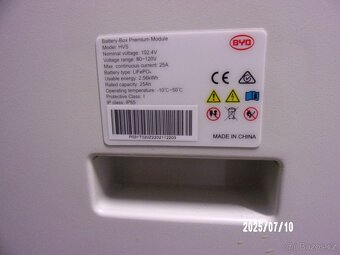 Battery-Box Premium Module
Model: HVS
Nominal voltage: 102.4V
Voltage range: 80~120V
Max. continuous current: 25A
Battery type: LiFePO₄
Useable energy: 2.56kWh
Rated capacity: 25Ah
Operating temperature: -10°C~50°C
Protective Class: I
IP class: IP55
BYD
MADE IN CHINA
2025/07/10